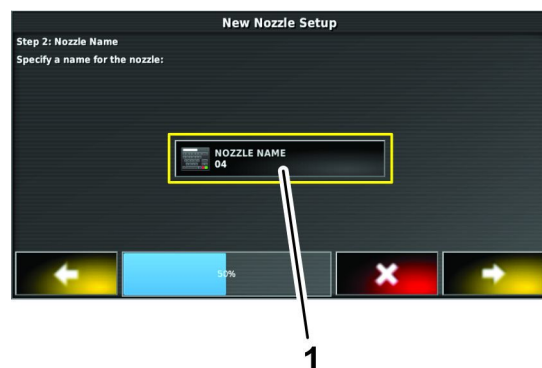 New Nozzle Setup
Step 2: Nozzle Name
Specify a name for the nozzle:
NOZZLE NAME
04
50%
1